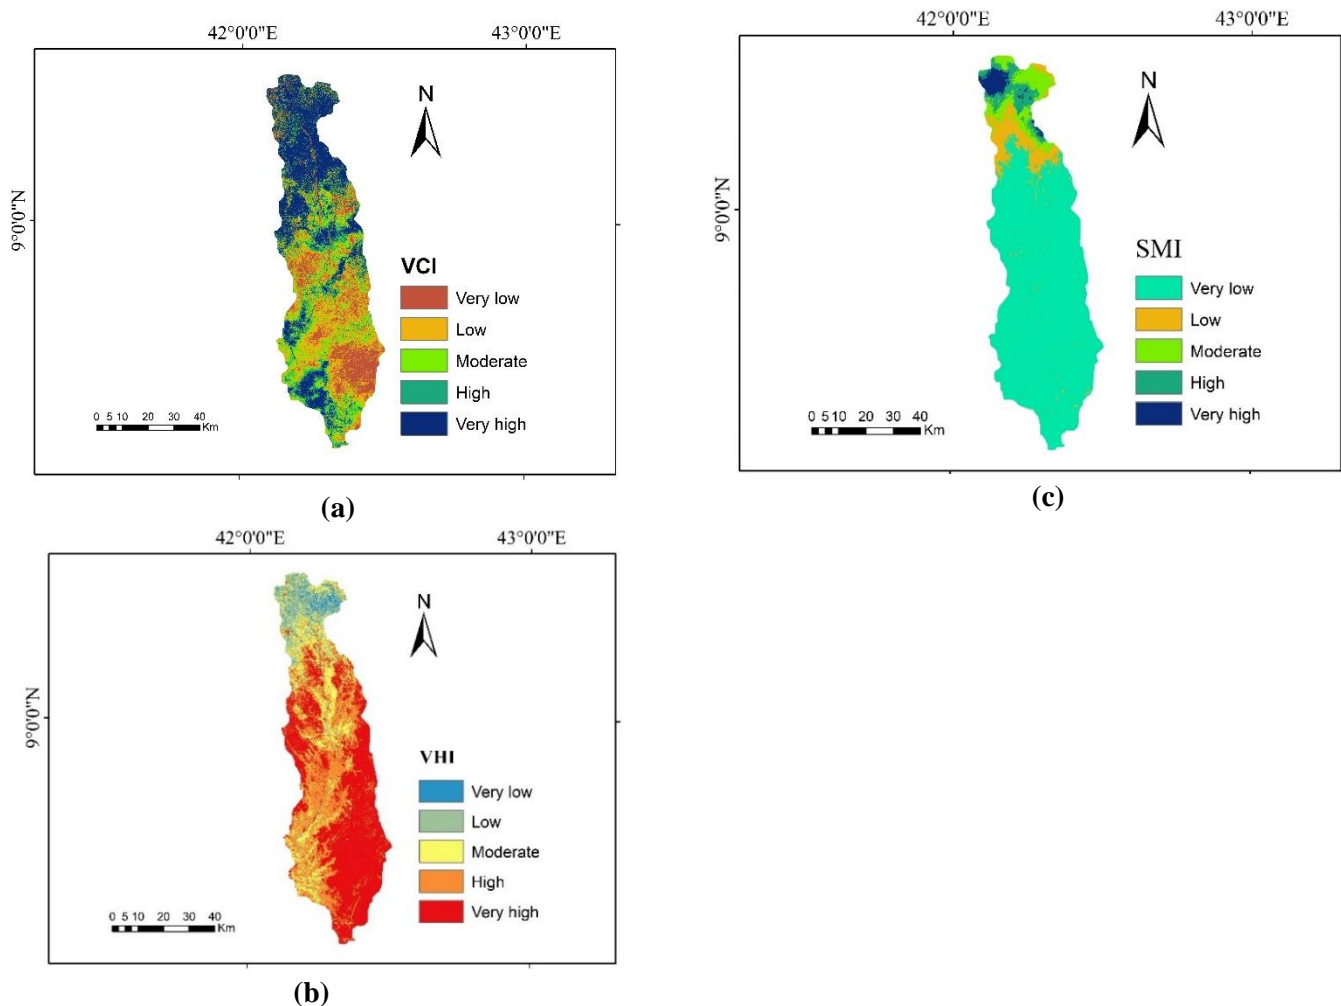 42°0'0"E 43°0'0"E
N
9°0'0"N
VCI
Very low
Low
Moderate
High
Very high
0 5 10 20 30 40
Km
(a)
42°0'0"E 43°0'0"E
N
9°0'0"N
SMI
Very low
Low
Moderate
High
Very high
0 5 10 20 30 40
Km
(c)
42°0'0"E 43°0'0"E
N
9°0'0"N
VHI
Very low
Low
Moderate
High
Very high
0 5 10 20 30 40
Km
(b)